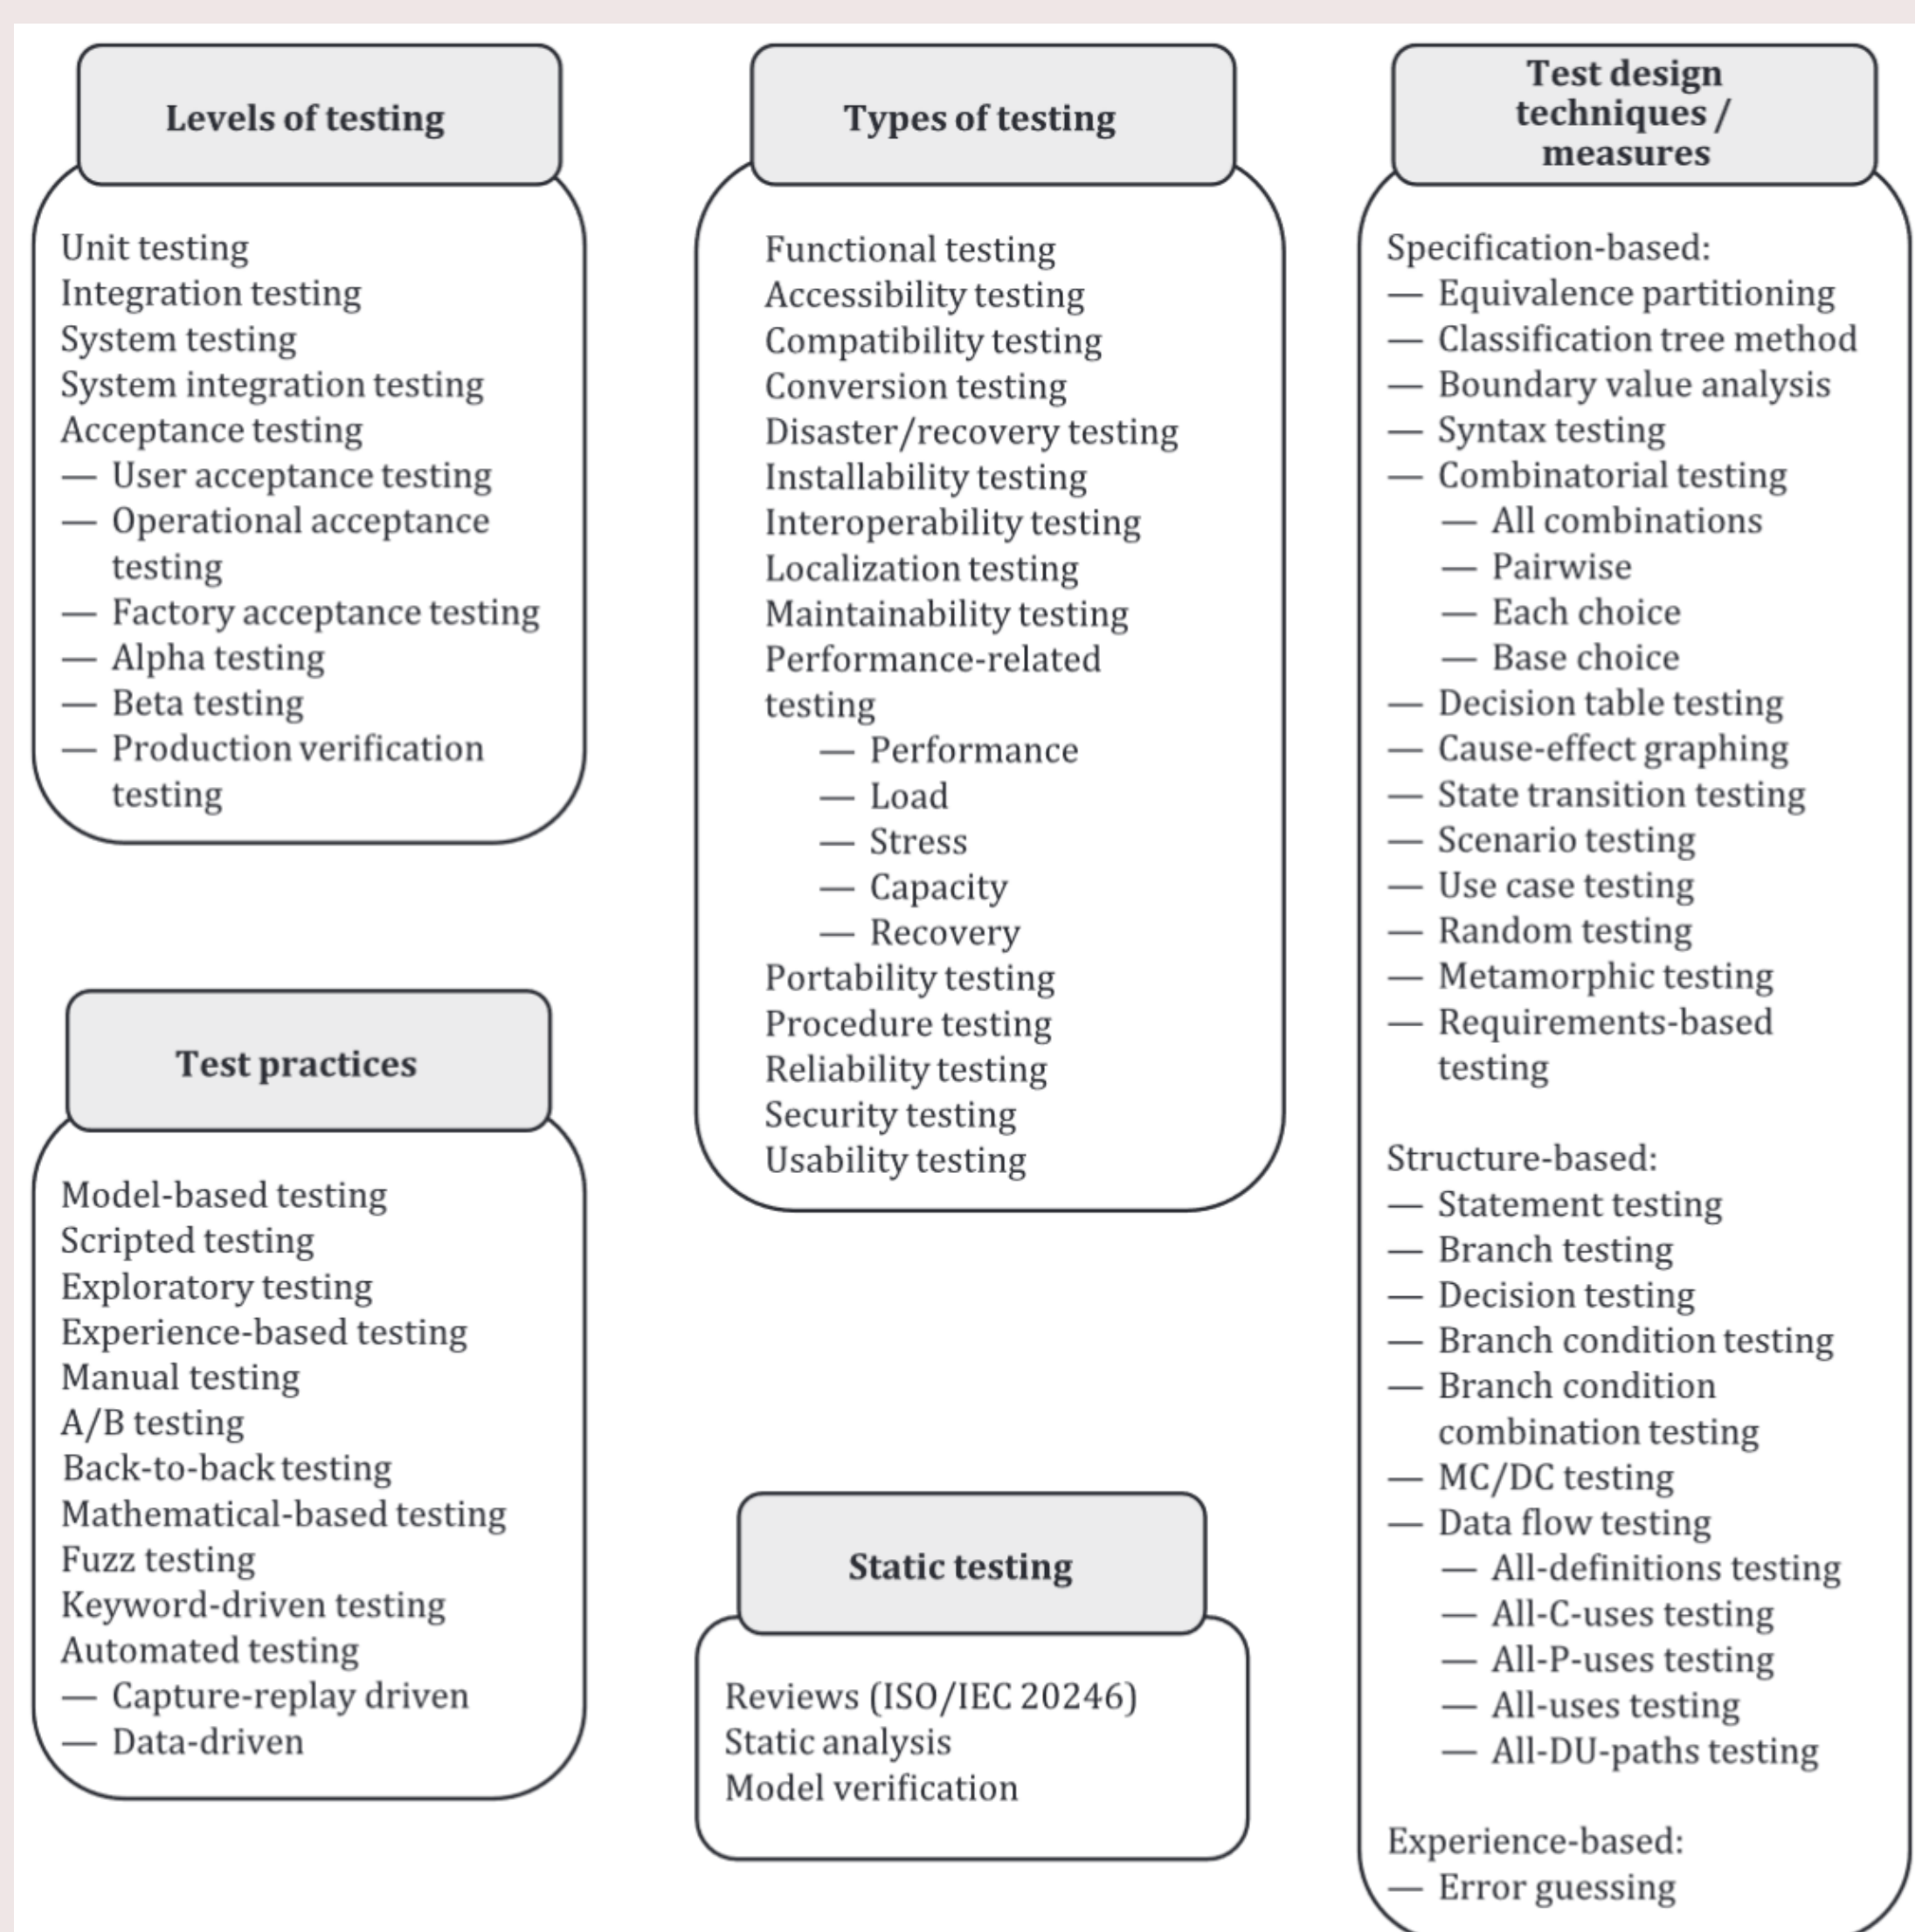 Levels of testing
Unit testing
Integration testing
System testing
System integration testing
Acceptance testing
— User acceptance testing
— Operational acceptance
testing
— Factory acceptance testing
— Alpha testing
— Beta testing
— Production verification
testing
Test practices
Model-based testing
Scripted testing
Exploratory testing
Experience-based testing
Manual testing
A/B testing
Back-to-back testing
Mathematical-based testing
Fuzz testing
Keyword-driven testing
Automated testing
— Capture-replay driven
— Data-driven
Types of testing
Functional testing
Accessibility testing
Compatibility testing
Conversion testing
Disaster/recovery testing
Installability testing
Interoperability testing
Localization testing
Maintainability testing
Performance-related
testing
— Performance
— Load
— Stress
— Capacity
— Recovery
Portability testing
Procedure testing
Reliability testing
Security testing
Usability testing
Static testing
Reviews (ISO/IEC 20246)
Static analysis
Model verification
Test design
techniques /
measures
Specification-based:
— Equivalence partitioning
— Classification tree method
— Boundary value analysis
— Syntax testing
— Combinatorial testing
— All combinations
— Pairwise
— Each choice
— Base choice
— Decision table testing
— Cause-effect graphing
— State transition testing
— Scenario testing
— Use case testing
— Random testing
— Metamorphic testing
— Requirements-based
testing
Structure-based:
— Statement testing
— Branch testing
— Decision testing
— Branch condition testing
— Branch condition
combination testing
— MC/DC testing
— Data flow testing
— All-definitions testing
— All-C-uses testing
— All-P-uses testing
— All-uses testing
— All-DU-paths testing
Experience-based:
— Error guessing